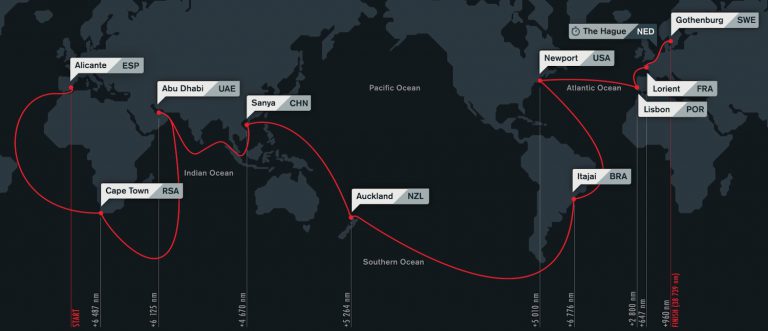 Gothenburg SWE
The Hague NED
Alicante ESP
Newport USA
Abu Dhabi UAE
Pacific Ocean
Atlantic Ocean
Lorient FRA
Sanya CHN
Lisbon POR
Indian Ocean
Itajai BRA
Cape Town RSA
Auckland NZL
Southern Ocean
START
+6 487 nm
+6 125 nm
+4 670 nm
+5 264 nm
+5 010 nm
+6 776 nm
+2 800 nm
+647 nm
+960 nm
FINISH (38 739 nm)